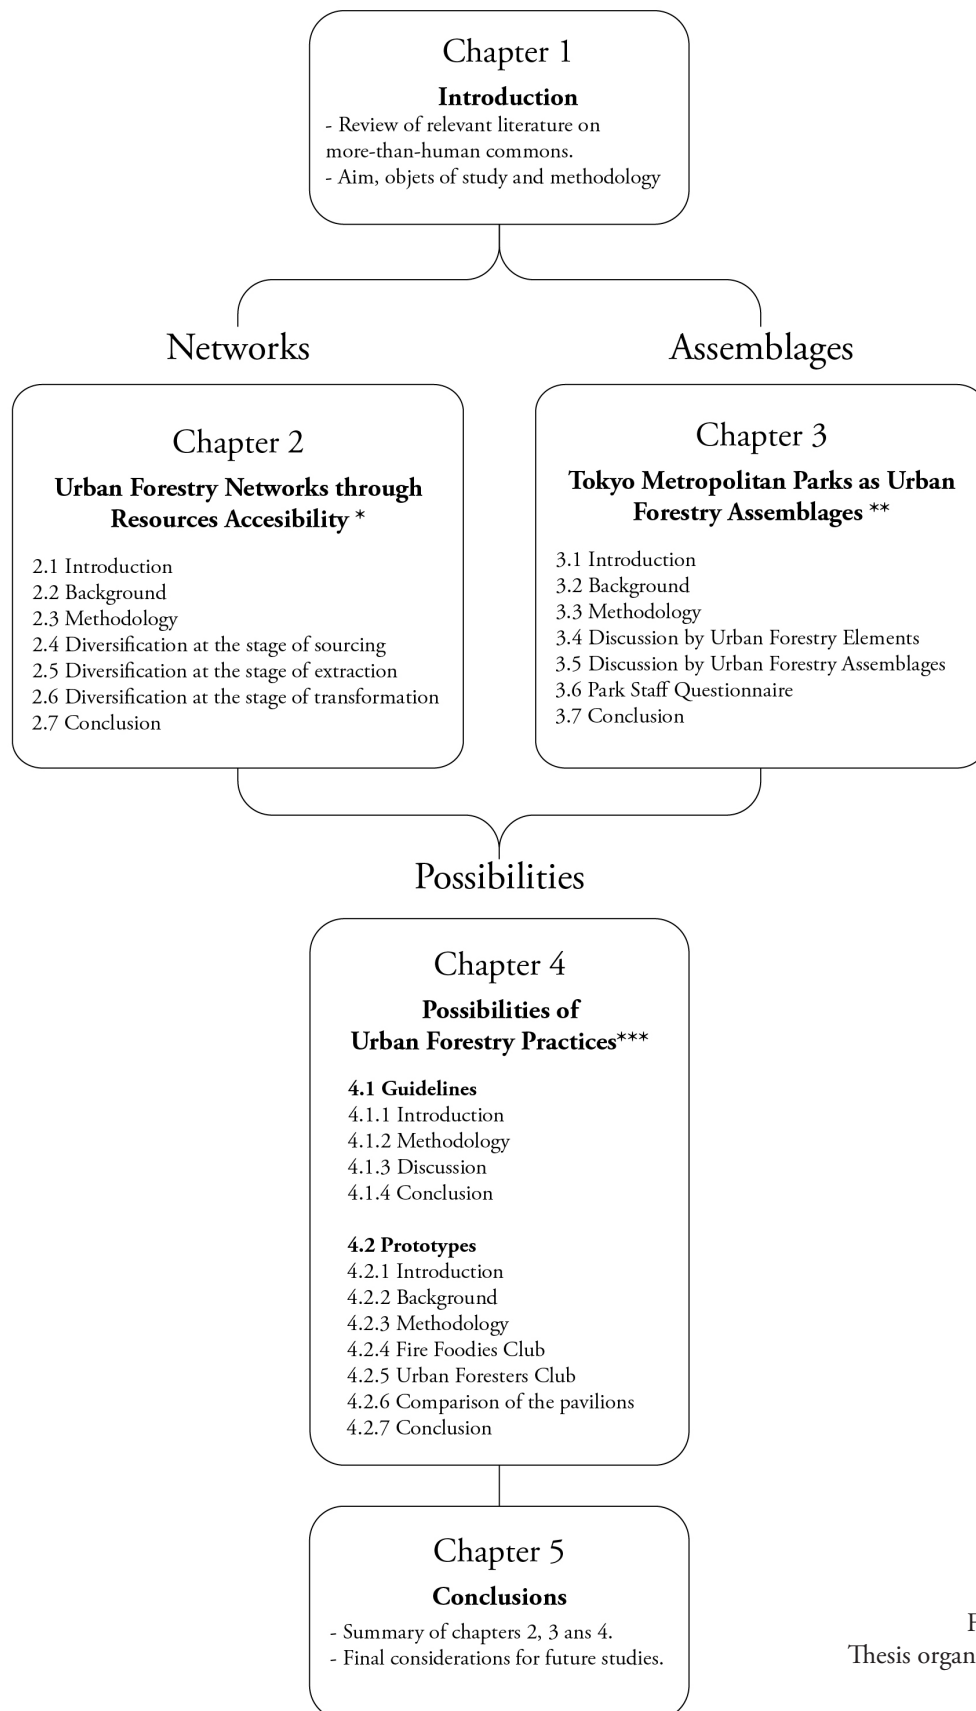 Chapter 1
Introduction
- Review of relevant literature on
more-than-human commons.
- Aim, objets of study and methodology
Networks
Chapter 2
Urban Forestry Networks through
Resources Accesibility *
2.1 Introduction
2.2 Background
2.3 Methodology
2.4 Diversification at the stage of sourcing
2.5 Diversification at the stage of extraction
2.6 Diversification at the stage of transformation
2.7 Conclusion
Assemblages
Chapter 3
Tokyo Metropolitan Parks as Urban
Forestry Assemblages **
3.1 Introduction
3.2 Background
3.3 Methodology
3.4 Discussion by Urban Forestry Elements
3.5 Discussion by Urban Forestry Assemblages
3.6 Park Staff Questionnaire
3.7 Conclusion
Possibilities
Chapter 4
Possibilities of
Urban Forestry Practices***
4.1 Guidelines
4.1.1 Introduction
4.1.2 Methodology
4.1.3 Discussion
4.1.4 Conclusion
4.2 Prototypes
4.2.1 Introduction
4.2.2 Background
4.2.3 Methodology
4.2.4 Fire Foodies Club
4.2.5 Urban Foresters Club
4.2.6 Comparison of the pavilions
4.2.7 Conclusion
Chapter 5
Conclusions
- Summary of chapters 2, 3 ans 4.
- Final considerations for future studies.
Thesis organ